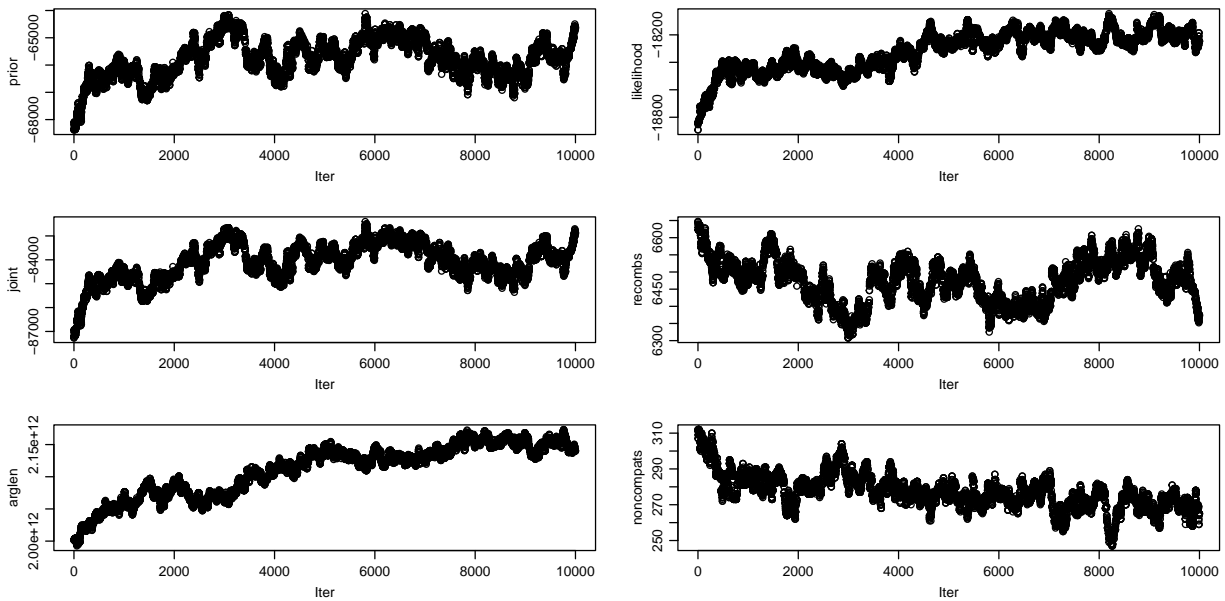 prior
−68000
−65000
0 2000 4000 6000 8000 10000
Iter
likelihood
−18800
−18200
0 2000 4000 6000 8000 10000
Iter
joint
−87000
−84000
0 2000 4000 6000 8000 10000
Iter
recombs
6300
6450
6600
0 2000 4000 6000 8000 10000
Iter
arglen
2.00e+12
2.15e+12
0 2000 4000 6000 8000 10000
Iter
noncompats
250
270
290
310
0 2000 4000 6000 8000 10000
Iter